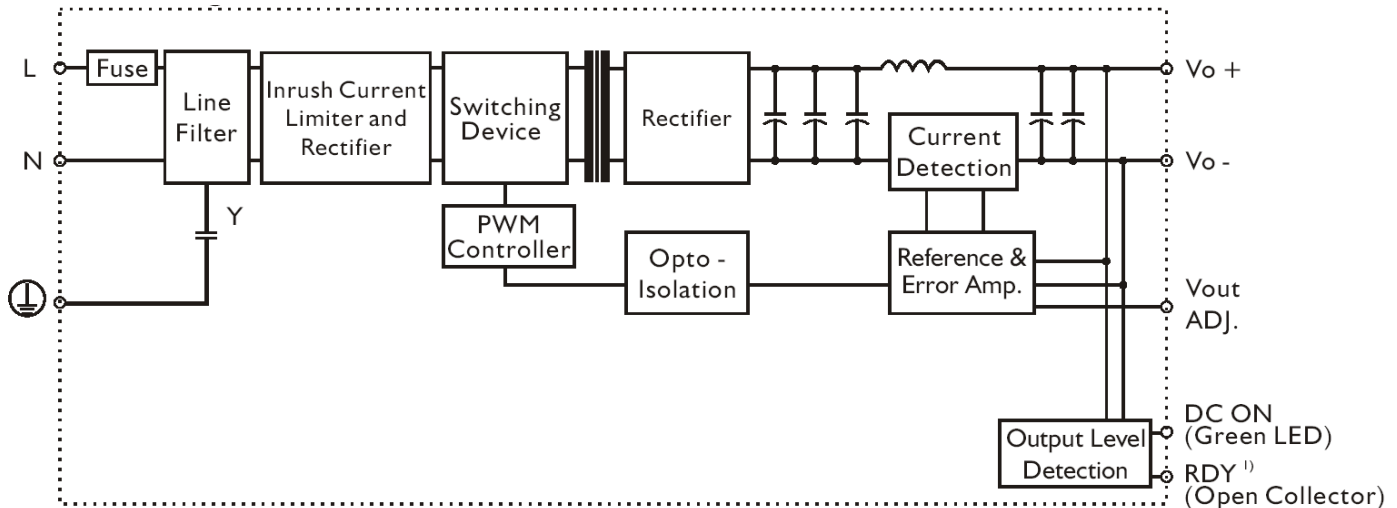 L
Fuse
Line
Filter
Inrush Current
Limiter and
Rectifier
Switching
Device
Rectifier
Current
Detection
Vo +
N
Vo -
Y
PWM
Controller
Opto -
Isolation
Reference &
Error Amp.
Vout
ADJ.
Output Level
Detection
DC ON
(Green LED)
RDY 1)
(Open Collector)